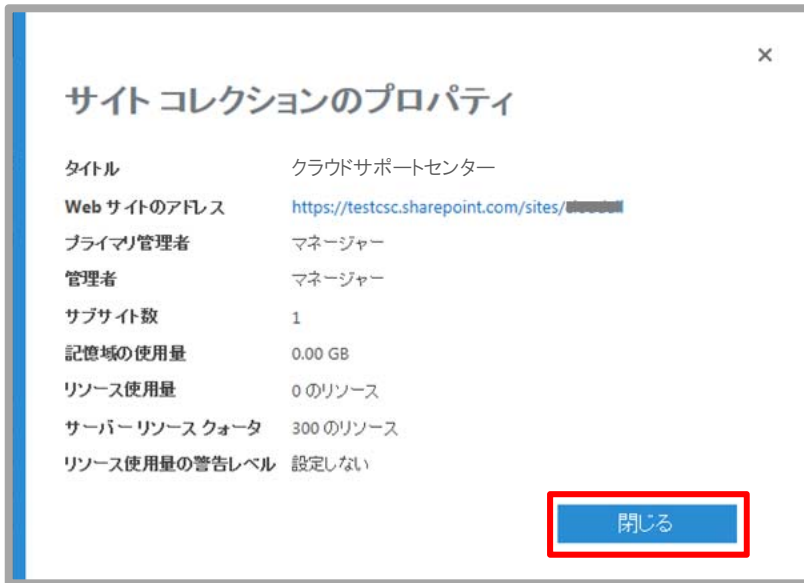 ×
サイト コレクションのプロパティ
タイトル クラウドサポートセンター
Web サイトのアドレス https://testcsc.sharepoint.com/sites/
プライマリ管理者 マネージャー
管理者 マネージャー
サブサイト数 1
記憶域の使用量 0.00 GB
リソース使用量 0 のリソース
サーバー リソース クォータ 300 のリソース
リソース使用量の警告レベル 設定しない
閉じる